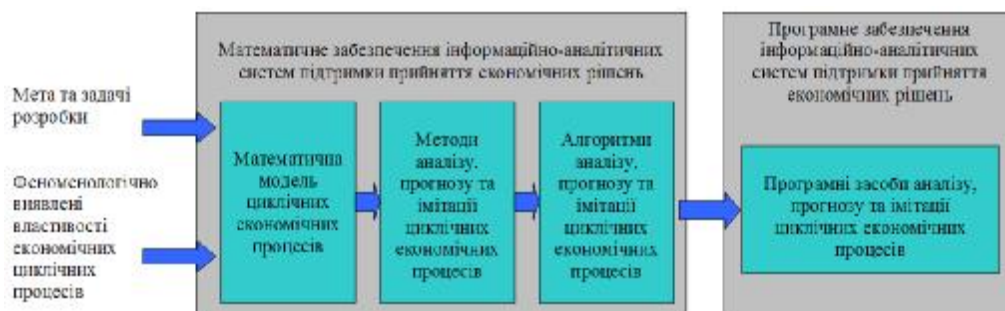 Мета та задачі
розробки
Феноменологічно
виявлені
властивості
економічних
циклічних
процесів
Математичне забезпечення інформаційно-аналітичних
систем підтримки прийняття економічних рішень
Математична
модель
циклічних
економічних
процесів
Методи
аналізу,
прогнозу та
імітації
циклічних
економічних
процесів
Алгоритми
аналізу,
прогнозу та
імітації
циклічних
економічних
процесів
Програмне забезпечення
інформаційно-аналітичних
систем підтримки прийняття
економічних рішень
Програмні засоби аналізу,
прогнозу та імітації
циклічних економічних
процесів